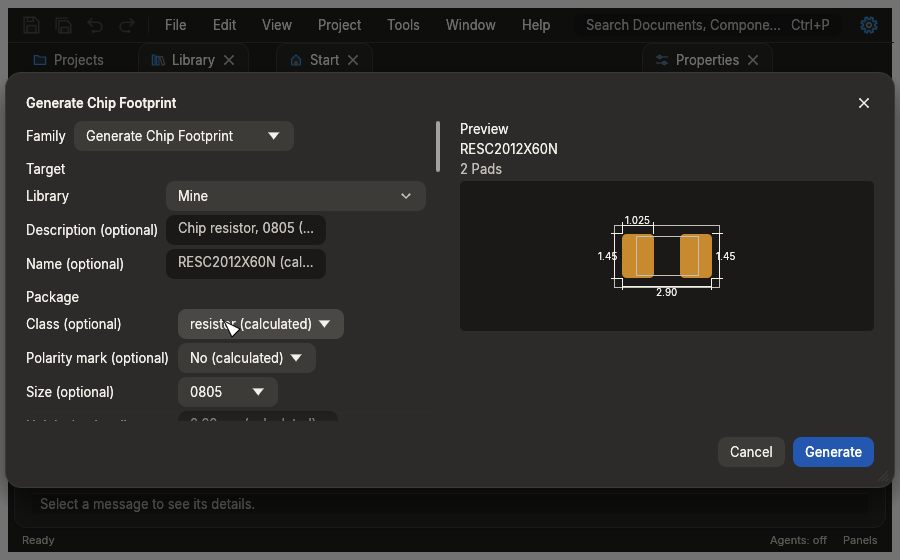 File Edit View Project Tools Window Help Search Documents, Compone... Ctrl+P
Projects Library Start Properties
Generate Chip Footprint
Family Generate Chip Footprint
Target
Library Mine
Description (optional) Chip resistor, 0805 (...
Name (optional) RESC2012X60N (cal...
Package
Class (optional) resistor (calculated)
Polarity mark (optional) No (calculated)
Size (optional) 0805
Preview
RESC2012X60N
2 Pads
1.025
1.45 1.45
2.90
Cancel Generate
Select a message to see its details.
Ready Agents: off Panels